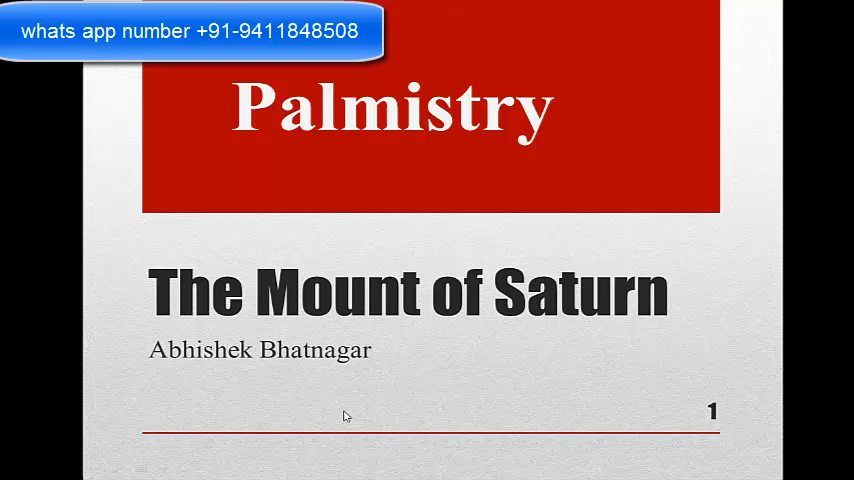 whats app number +91-9411848508
Palmistry
The Mount of Saturn
Abhishek Bhatnagar
1